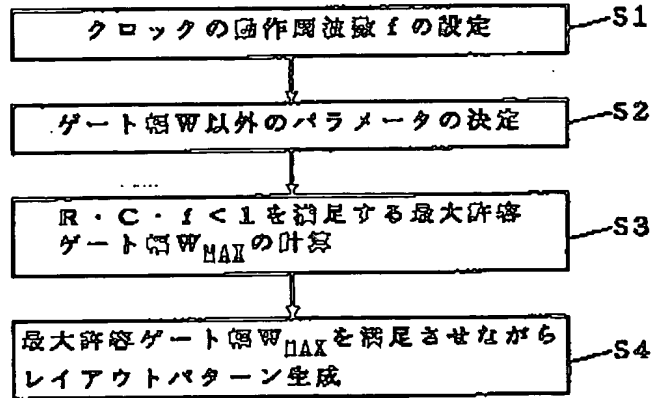 クロックの動作周波数fの設定
S1
ゲート幅W以外のパラメータの決定
S2
R・C・f<1を満足する最大許容
ゲート幅WMAXの計算
S3
最大許容ゲート幅WMAXを満足させながら
レイアウトパターン生成
S4